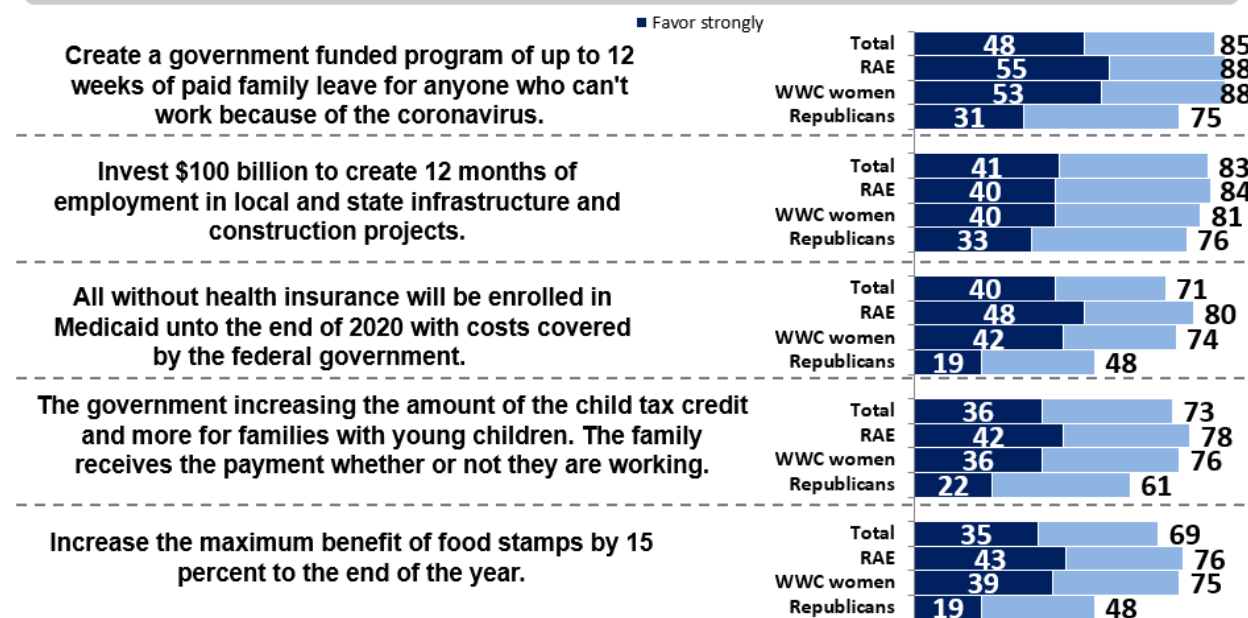 Favor strongly
Create a government funded program of up to 12
weeks of paid family leave for anyone who can't
work because of the coronavirus.
Total 48 85
RAE 55 88
WWC women 53 88
Republicans 31 75
Invest $100 billion to create 12 months of
employment in local and state infrastructure and
construction projects.
Total 41 83
RAE 40 84
WWC women 40 81
Republicans 33 76
All without health insurance will be enrolled in
Medicaid unto the end of 2020 with costs covered
by the federal government.
Total 40 71
RAE 48 80
WWC women 42 74
Republicans 19 48
The government increasing the amount of the child tax credit
and more for families with young children. The family
receives the payment whether or not they are working.
Total 36 73
RAE 42 78
WWC women 36 76
Republicans 22 61
Increase the maximum benefit of food stamps by 15
percent to the end of the year.
Total 35 69
RAE 43 76
WWC women 39 75
Republicans 19 48